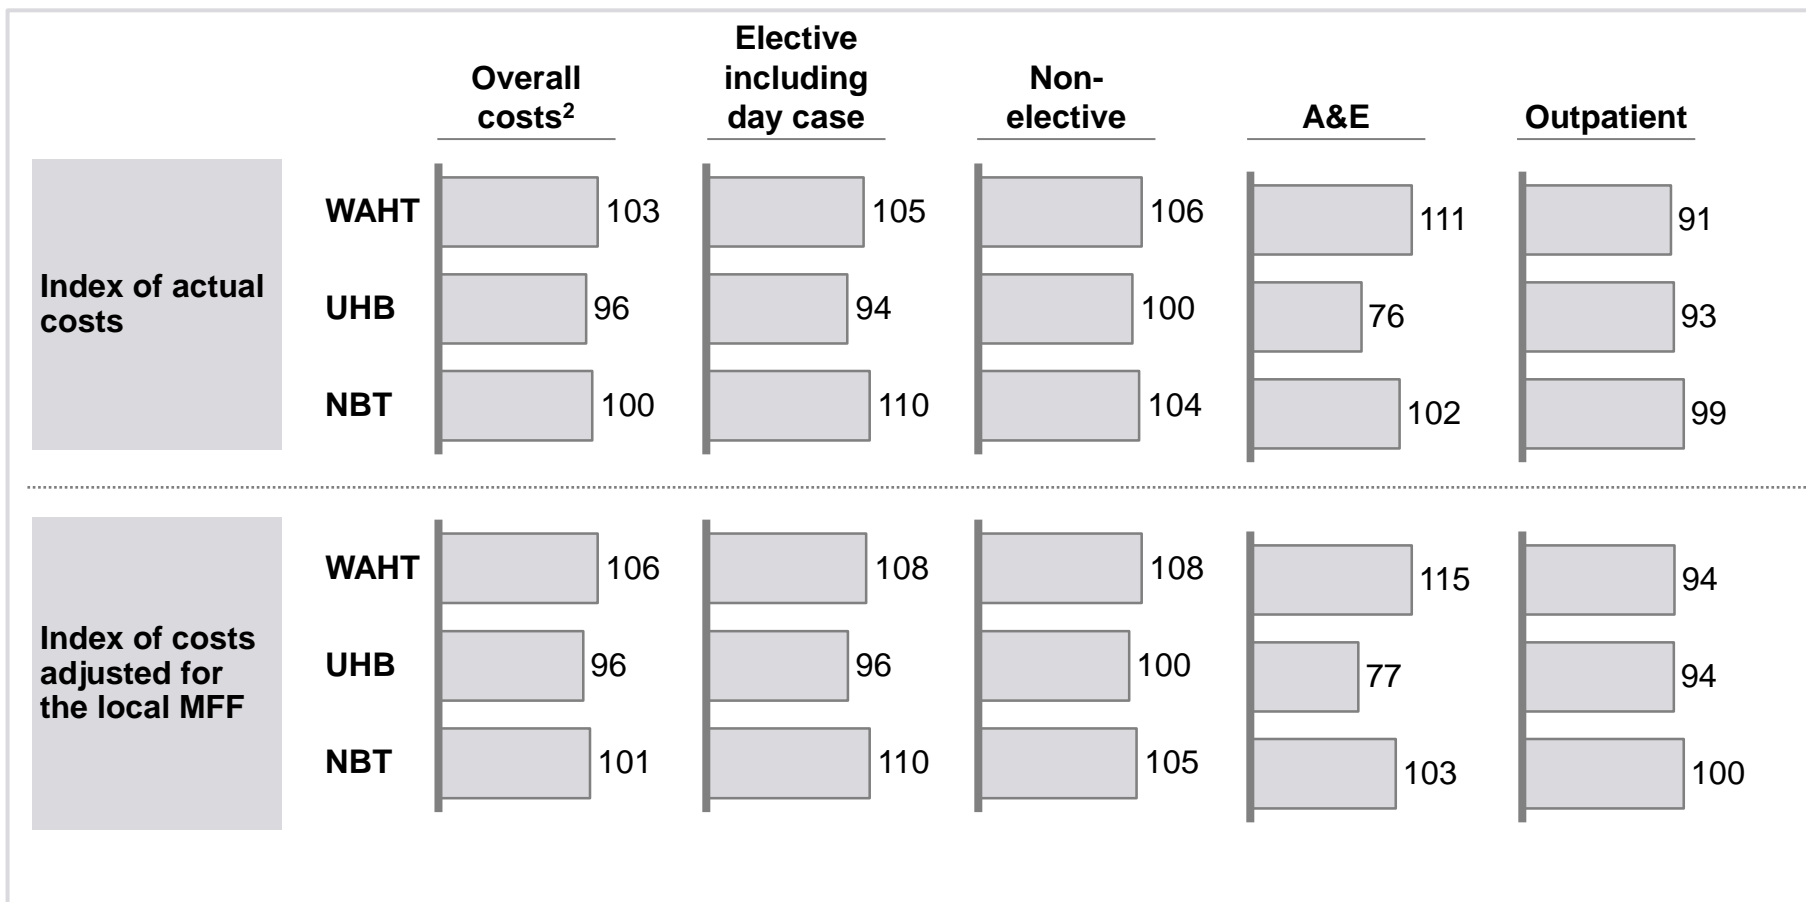 Overall
costs²
Elective
including
day case
Non-
elective
A&E
Outpatient
Index of actual
costs
WAHT 103 105 106 111 91
UHB 96 94 100 76 93
NBT 100 110 104 102 99
Index of costs
adjusted for
the local MFF
WAHT 106 108 108 115 94
UHB 96 96 100 77 94
NBT 101 110 105 103 100